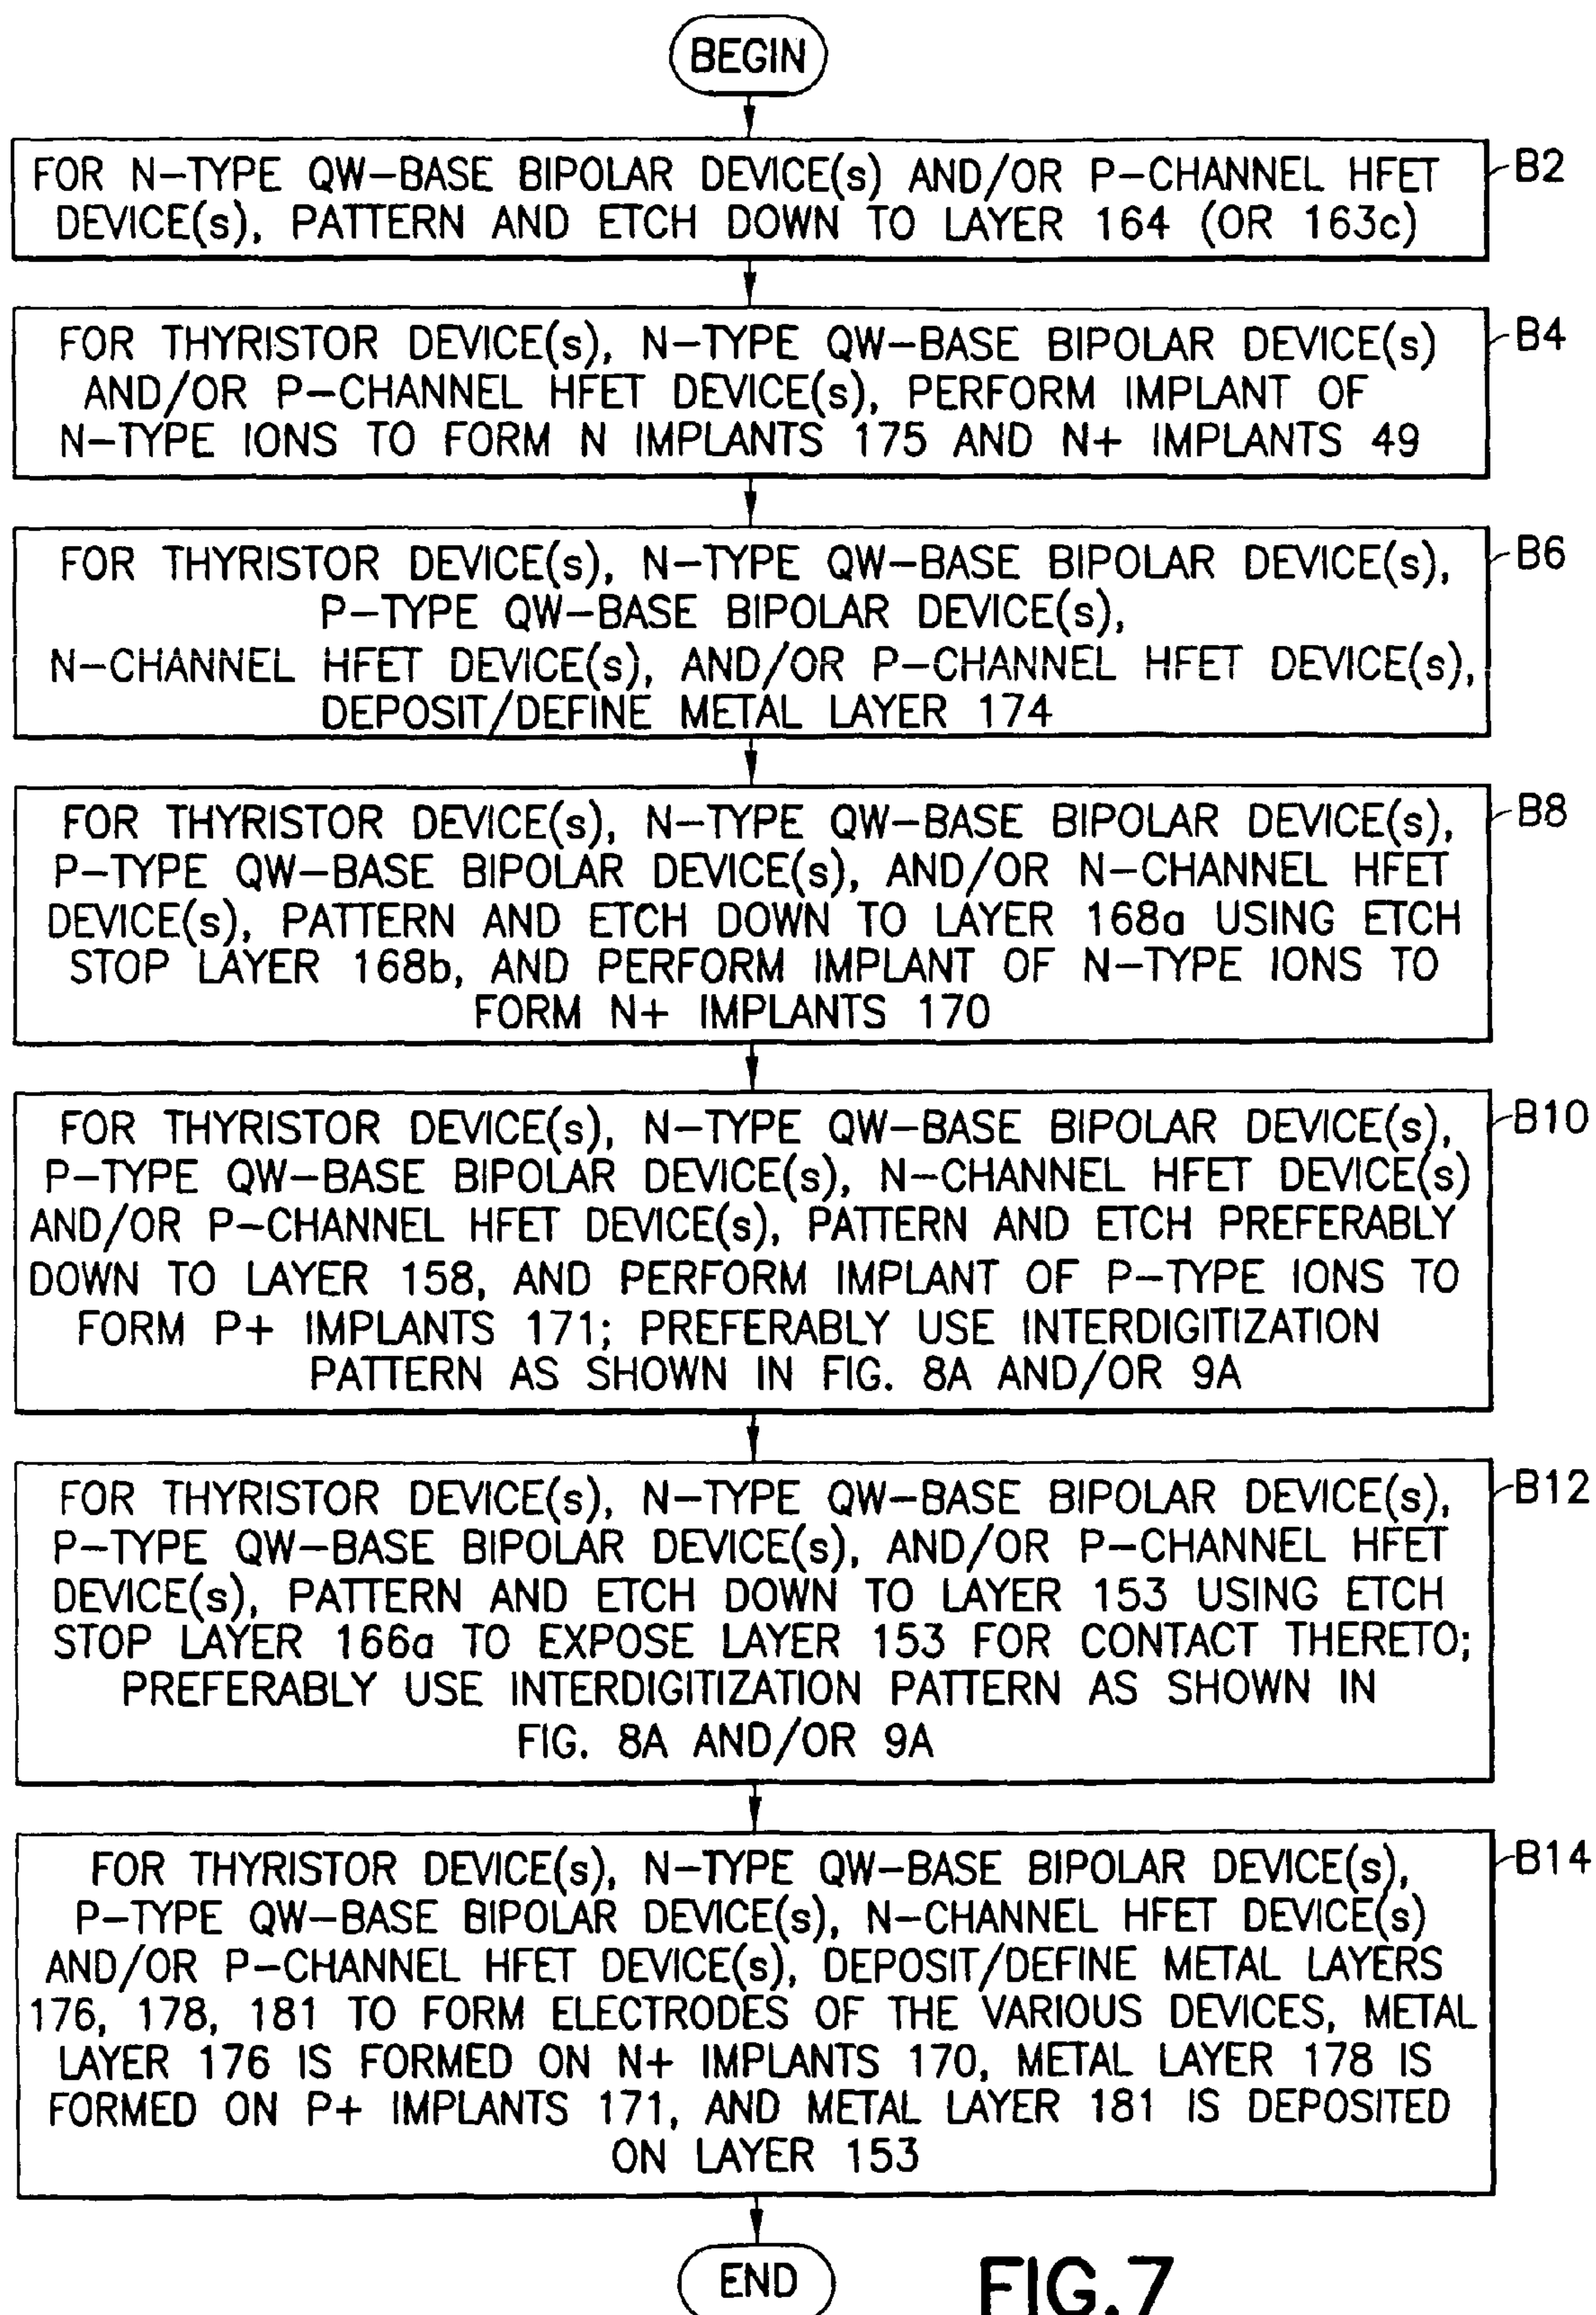 BEGIN
FOR N-TYPE QW-BASE BIPOLAR DEVICE(s) AND/OR P-CHANNEL HFET
DEVICE(s), PATTERN AND ETCH DOWN TO LAYER 164 (OR 163c)
B2
FOR THYRISTOR DEVICE(s), N-TYPE QW-BASE BIPOLAR DEVICE(s)
AND/OR P-CHANNEL HFET DEVICE(s), PERFORM IMPLANT OF
N-TYPE IONS TO FORM N IMPLANTS 175 AND N+ IMPLANTS 49
B4
FOR THYRISTOR DEVICE(s), N-TYPE QW-BASE BIPOLAR DEVICE(s),
P-TYPE QW-BASE BIPOLAR DEVICE(s),
N-CHANNEL HFET DEVICE(s), AND/OR P-CHANNEL HFET DEVICE(s),
DEPOSIT/DEFINE METAL LAYER 174
B6
FOR THYRISTOR DEVICE(s), N-TYPE QW-BASE BIPOLAR DEVICE(s),
P-TYPE QW-BASE BIPOLAR DEVICE(s), AND/OR N-CHANNEL HFET
DEVICE(s), PATTERN AND ETCH DOWN TO LAYER 168a USING ETCH
STOP LAYER 168b, AND PERFORM IMPLANT OF N-TYPE IONS TO
FORM N+ IMPLANTS 170
B8
FOR THYRISTOR DEVICE(s), N-TYPE QW-BASE BIPOLAR DEVICE(s),
P-TYPE QW-BASE BIPOLAR DEVICE(s), N-CHANNEL HFET DEVICE(s)
AND/OR P-CHANNEL HFET DEVICE(s), PATTERN AND ETCH PREFERABLY
DOWN TO LAYER 158, AND PERFORM IMPLANT OF P-TYPE IONS TO
FORM P+ IMPLANTS 171; PREFERABLY USE INTERDIGITIZATION
PATTERN AS SHOWN IN FIG. 8A AND/OR 9A
B10
FOR THYRISTOR DEVICE(s), N-TYPE QW-BASE BIPOLAR DEVICE(s),
P-TYPE QW-BASE BIPOLAR DEVICE(s), AND/OR P-CHANNEL HFET
DEVICE(s), PATTERN AND ETCH DOWN TO LAYER 153 USING ETCH
STOP LAYER 166a TO EXPOSE LAYER 153 FOR CONTACT THERETO;
PREFERABLY USE INTERDIGITIZATION PATTERN AS SHOWN IN
FIG. 8A AND/OR 9A
B12
FOR THYRISTOR DEVICE(s), N-TYPE QW-BASE BIPOLAR DEVICE(s),
P-TYPE QW-BASE BIPOLAR DEVICE(s), N-CHANNEL HFET DEVICE(s)
AND/OR P-CHANNEL HFET DEVICE(s), DEPOSIT/DEFINE METAL LAYERS
176, 178, 181 TO FORM ELECTRODES OF THE VARIOUS DEVICES, METAL
LAYER 176 IS FORMED ON N+ IMPLANTS 170, METAL LAYER 178 IS
FORMED ON P+ IMPLANTS 171, AND METAL LAYER 181 IS DEPOSITED
ON LAYER 153
B14
END
FIG.7